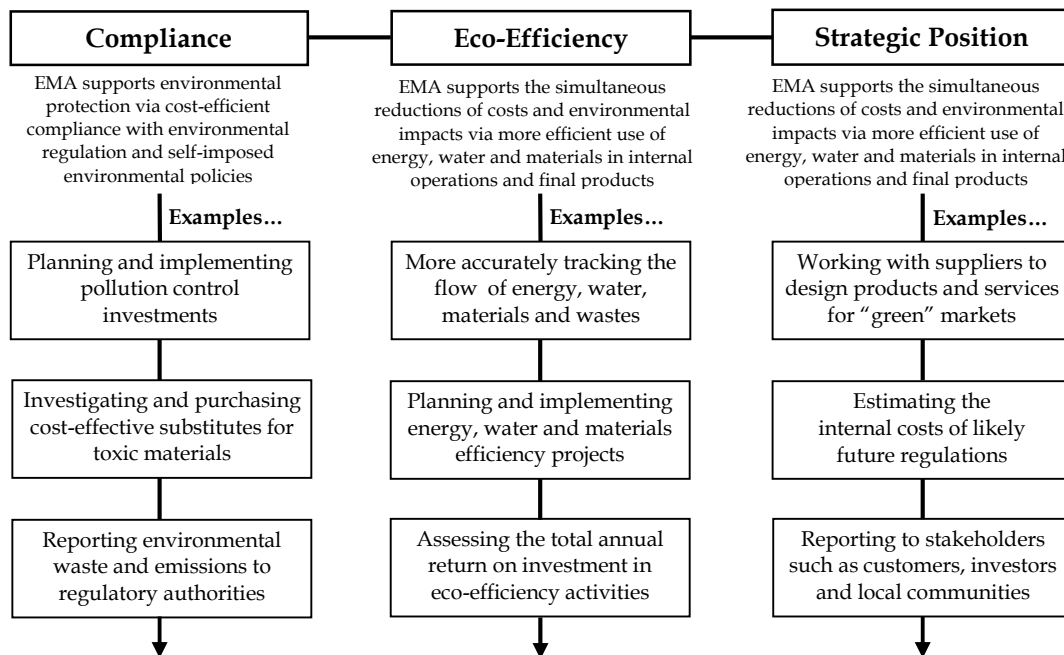 Compliance
EMA supports environmental
protection via cost-efficient
compliance with environmental
regulation and self-imposed
environmental policies
Examples…
Planning and implementing
pollution control
investments
Investigating and purchasing
cost-effective substitutes for
toxic materials
Reporting environmental
waste and emissions to
regulatory authorities
Eco-Efficiency
EMA supports the simultaneous
reductions of costs and environmental
impacts via more efficient use of
energy, water and materials in internal
operations and final products
Examples…
More accurately tracking the
flow of energy, water,
materials and wastes
Planning and implementing
energy, water and materials
efficiency projects
Assessing the total annual
return on investment in
eco-efficiency activities
Strategic Position
EMA supports the simultaneous
reductions of costs and environmental
impacts via more efficient use of
energy, water and materials in internal
operations and final products
Examples…
Working with suppliers to
design products and services
for “green” markets
Estimating the
internal costs of likely
future regulations
Reporting to stakeholders
such as customers, investors
and local communities